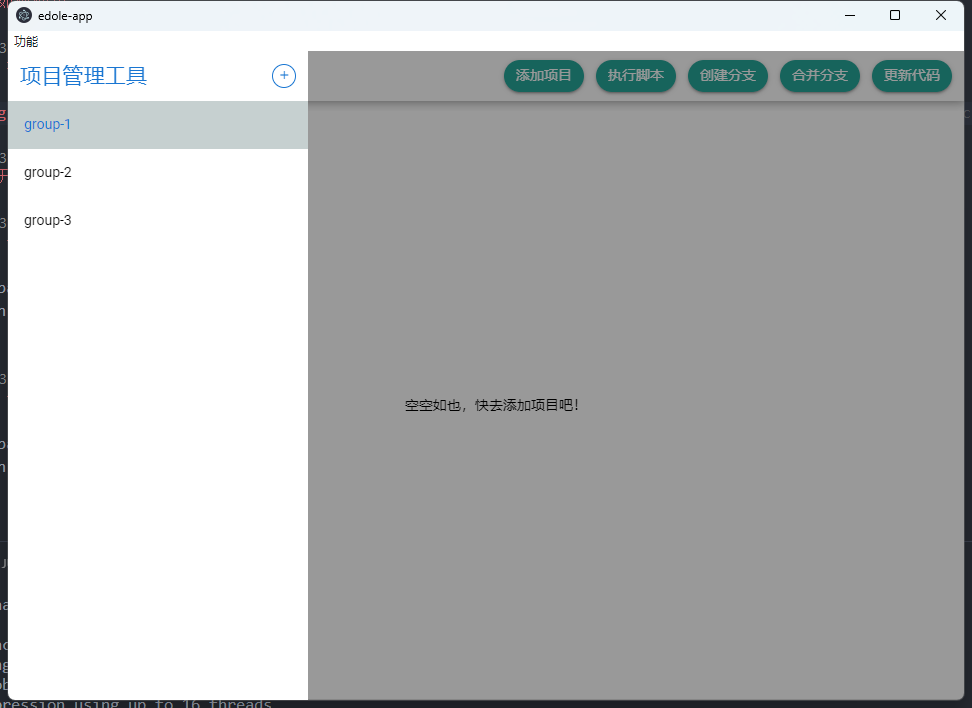 edole-app
功能
项目管理工具
添加项目 执行脚本 创建分支 合并分支 更新代码
group-1
group-2
group-3
空空如也，快去添加项目吧！
pression using up to 16 threads